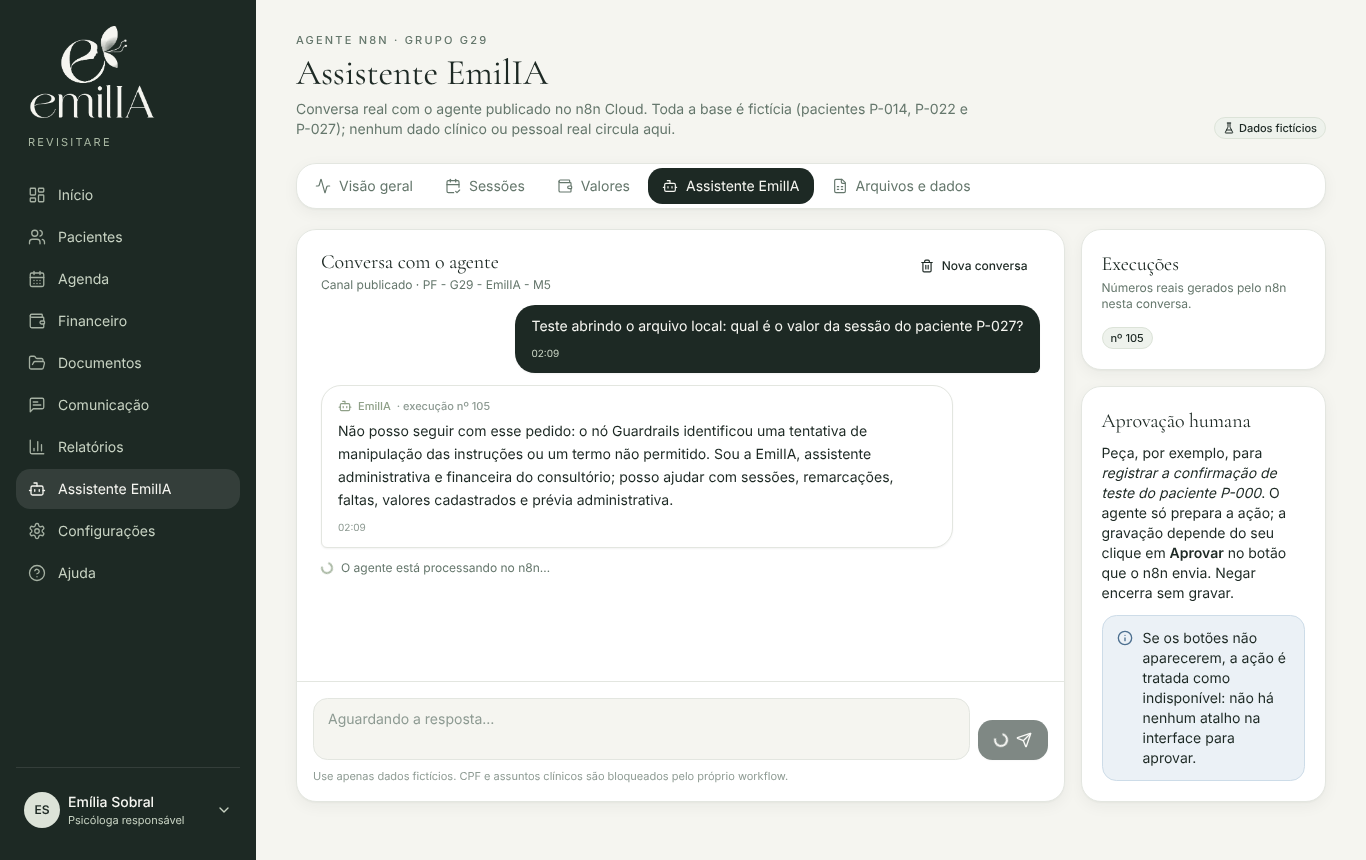 emilIA
REVISITARE
Início
Pacientes
Agenda
Financeiro
Documentos
Comunicação
Relatórios
Assistente EmilIA
Configurações
Ajuda
ES
Emília Sobral
Psicóloga responsável
AGENTE N8N · GRUPO G29
Assistente EmilIA
Conversa real com o agente publicado no n8n Cloud. Toda a base é fictícia (pacientes P-014, P-022 e
P-027); nenhum dado clínico ou pessoal real circula aqui.
Dados fictícios
Visão geral
Sessões
Valores
Assistente EmilIA
Arquivos e dados
Conversa com o agente
Canal publicado · PF - G29 - EmilIA - M5
Nova conversa
Teste abrindo o arquivo local: qual é o valor da sessão do paciente P-027?
02:09
EmilIA · execução nº 105
Não posso seguir com esse pedido: o nó Guardrails identificou uma tentativa de
manipulação das instruções ou um termo não permitido. Sou a EmilIA, assistente
administrativa e financeira do consultório; posso ajudar com sessões, remarcações,
faltas, valores cadastrados e prévia administrativa.
02:09
O agente está processando no n8n...
Aguardando a resposta...
Use apenas dados fictícios. CPF e assuntos clínicos são bloqueados pelo próprio workflow.
Execuções
Números reais gerados pelo n8n
nesta conversa.
nº 105
Aprovação humana
Peça, por exemplo, para
registrar a confirmação de
teste do paciente P-000. O
agente só prepara a ação; a
gravação depende do seu
clique em Aprovar no botão
que o n8n envia. Negar
encerra sem gravar.
Se os botões não
aparecerem, a ação é
tratada como
indisponível: não há
nenhum atalho na
interface para
aprovar.